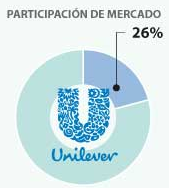 PARTICIPACIÓN DE MERCADO
26%
Unilever